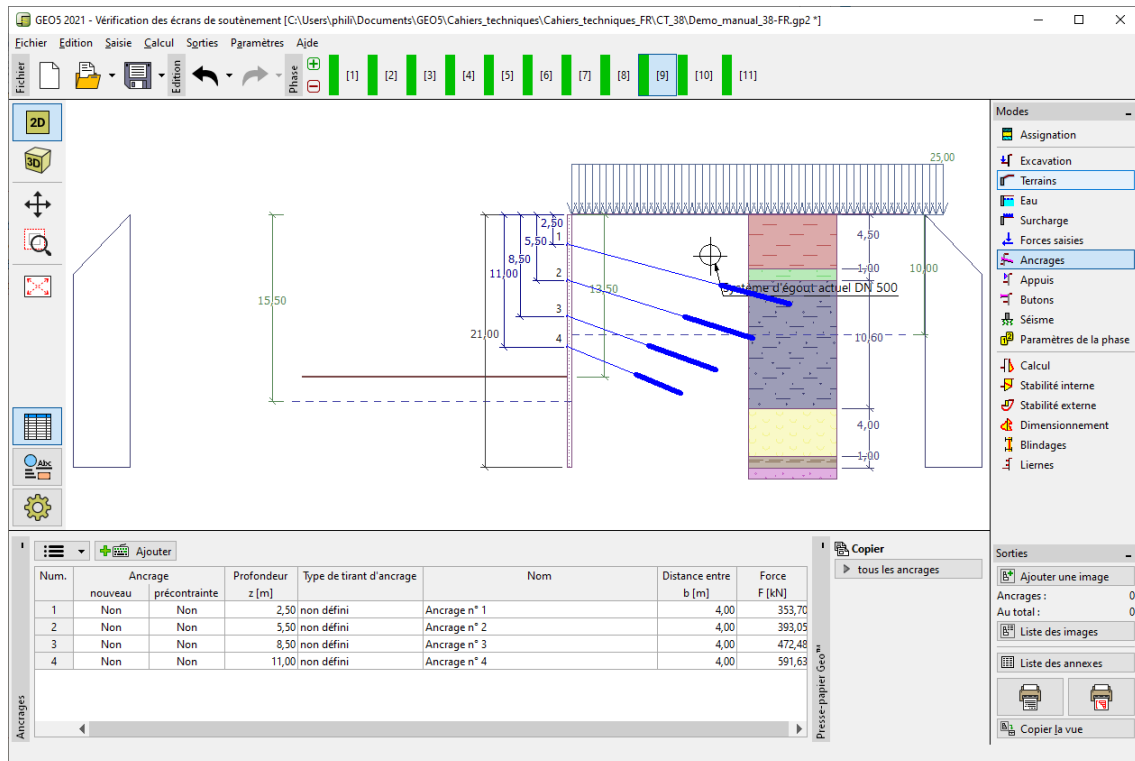 GEO5 2021 - Vérification des écrans de soutènement [C:\Users\phili\Documents\GEO5\Cahiers_techniques\Cahiers_techniques_FR\CT_38\Demo_manual_38-FR.gp2 *]
Fichier Edition Saisie Calcul Sorties Paramètres Aide
Fichier
Edition
Phase
[1] [2] [3] [4] [5] [6] [7] [8] [9] [10] [11]
2D
3D
Abc
25,00
2,50
5,50
8,50
11,00
21,00
15,50
13,50
1
2
3
4
4,50
1,00
10,00
10,60
4,00
1,00
système d'égout actuel DN 500
Modes
Assignation
Excavation
Terrains
Eau
Surcharge
Forces saisies
Ancrages
Appuis
Butons
Séisme
Paramètres de la phase
Calcul
Stabilité interne
Stabilité externe
Dimensionnement
Blindages
Liernes
Ancrages
Ajouter
Num. Ancrage Profondeur Type de tirant d'ancrage Nom Distance entre Force
nouveau précontrainte z [m] b [m] F [kN]
1 Non Non 2,50 non défini Ancrage n° 1 4,00 353,70
2 Non Non 5,50 non défini Ancrage n° 2 4,00 393,05
3 Non Non 8,50 non défini Ancrage n° 3 4,00 472,48
4 Non Non 11,00 non défini Ancrage n° 4 4,00 591,63
Presse-papier Geo™
Copier
tous les ancrages
Sorties
Ajouter une image
Ancrages : 0
Au total : 0
Liste des images
Liste des annexes
Copier la vue